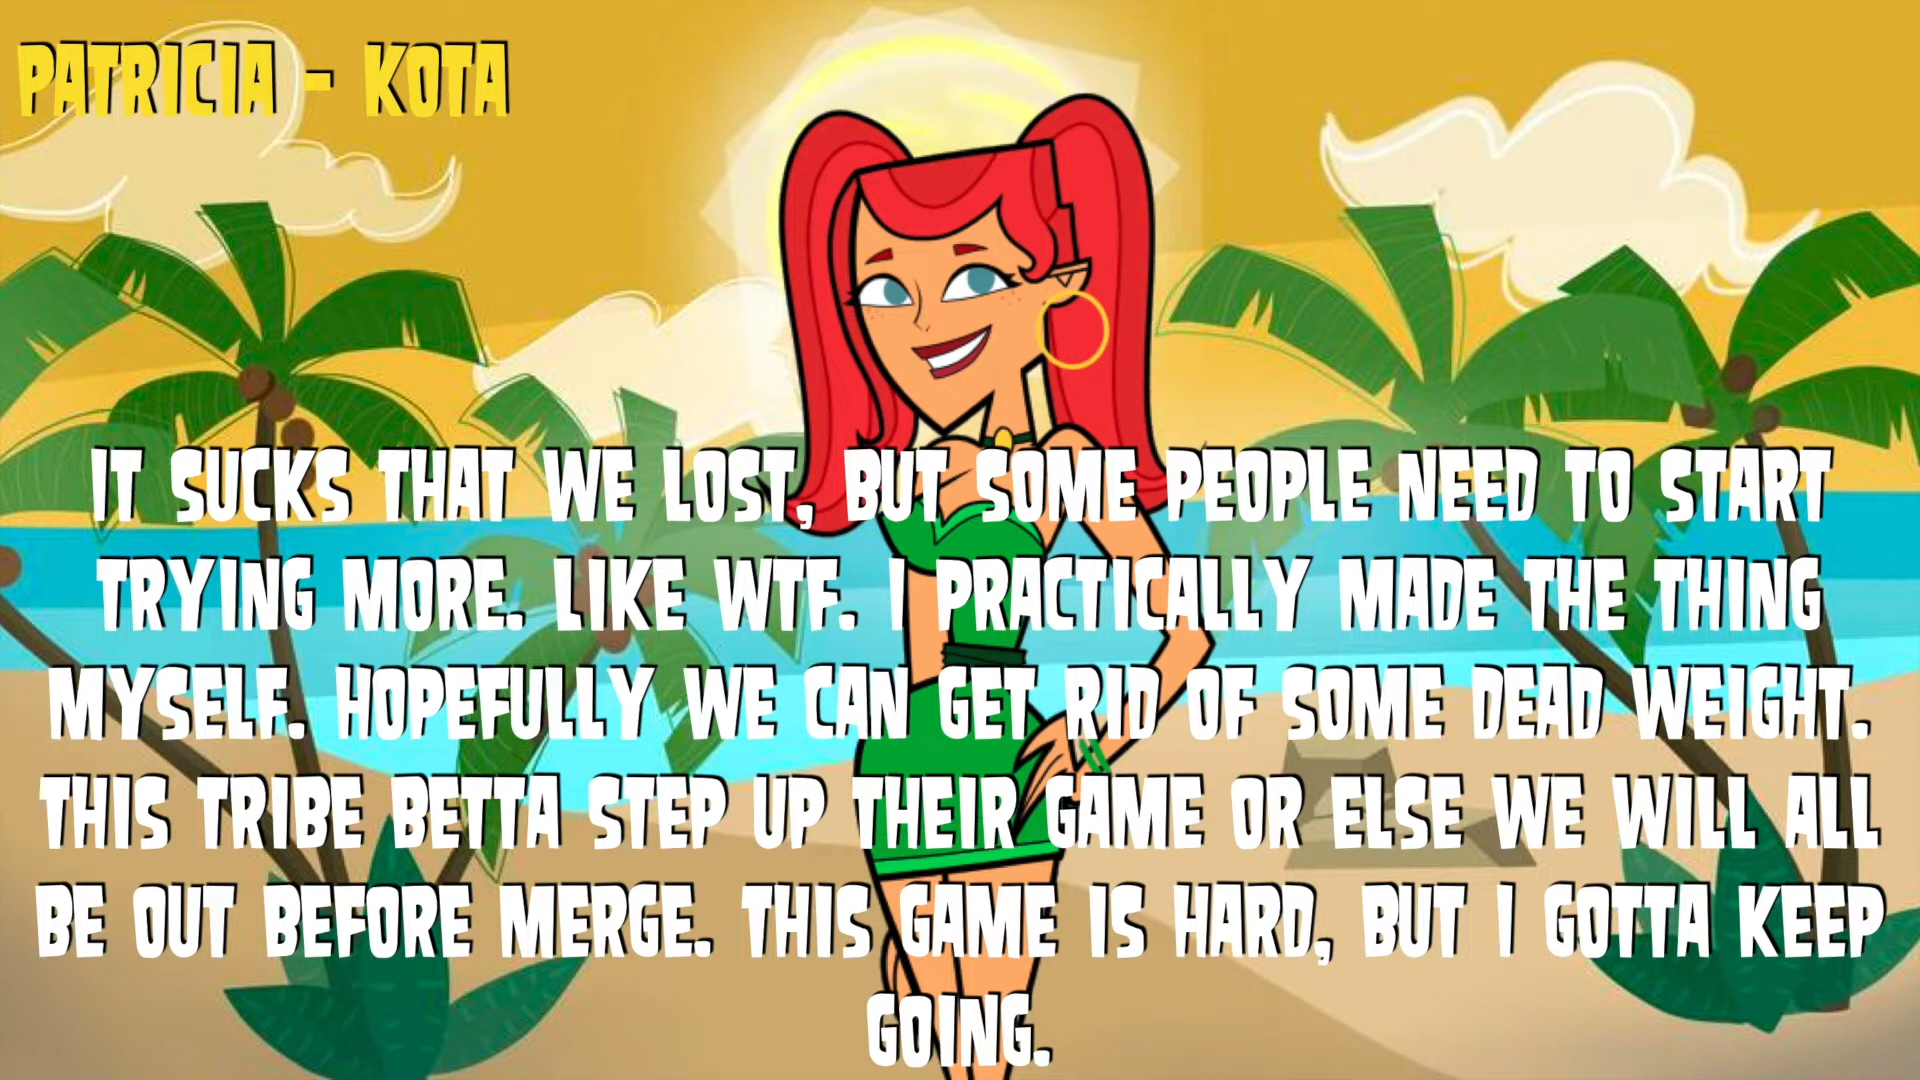 PATRICIA - KOTA
IT SUCKS THAT WE LOST, BUT SOME PEOPLE NEED TO START
TRYING MORE. LIKE WTF. I PRACTICALLY MADE THE THING
MYSELF. HOPEFULLY WE CAN GET RID OF SOME DEAD WEIGHT.
THIS TRIBE BETTA STEP UP THEIR GAME OR ELSE WE WILL ALL
BE OUT BEFORE MERGE. THIS GAME IS HARD, BUT I GOTTA KEEP
GOING.